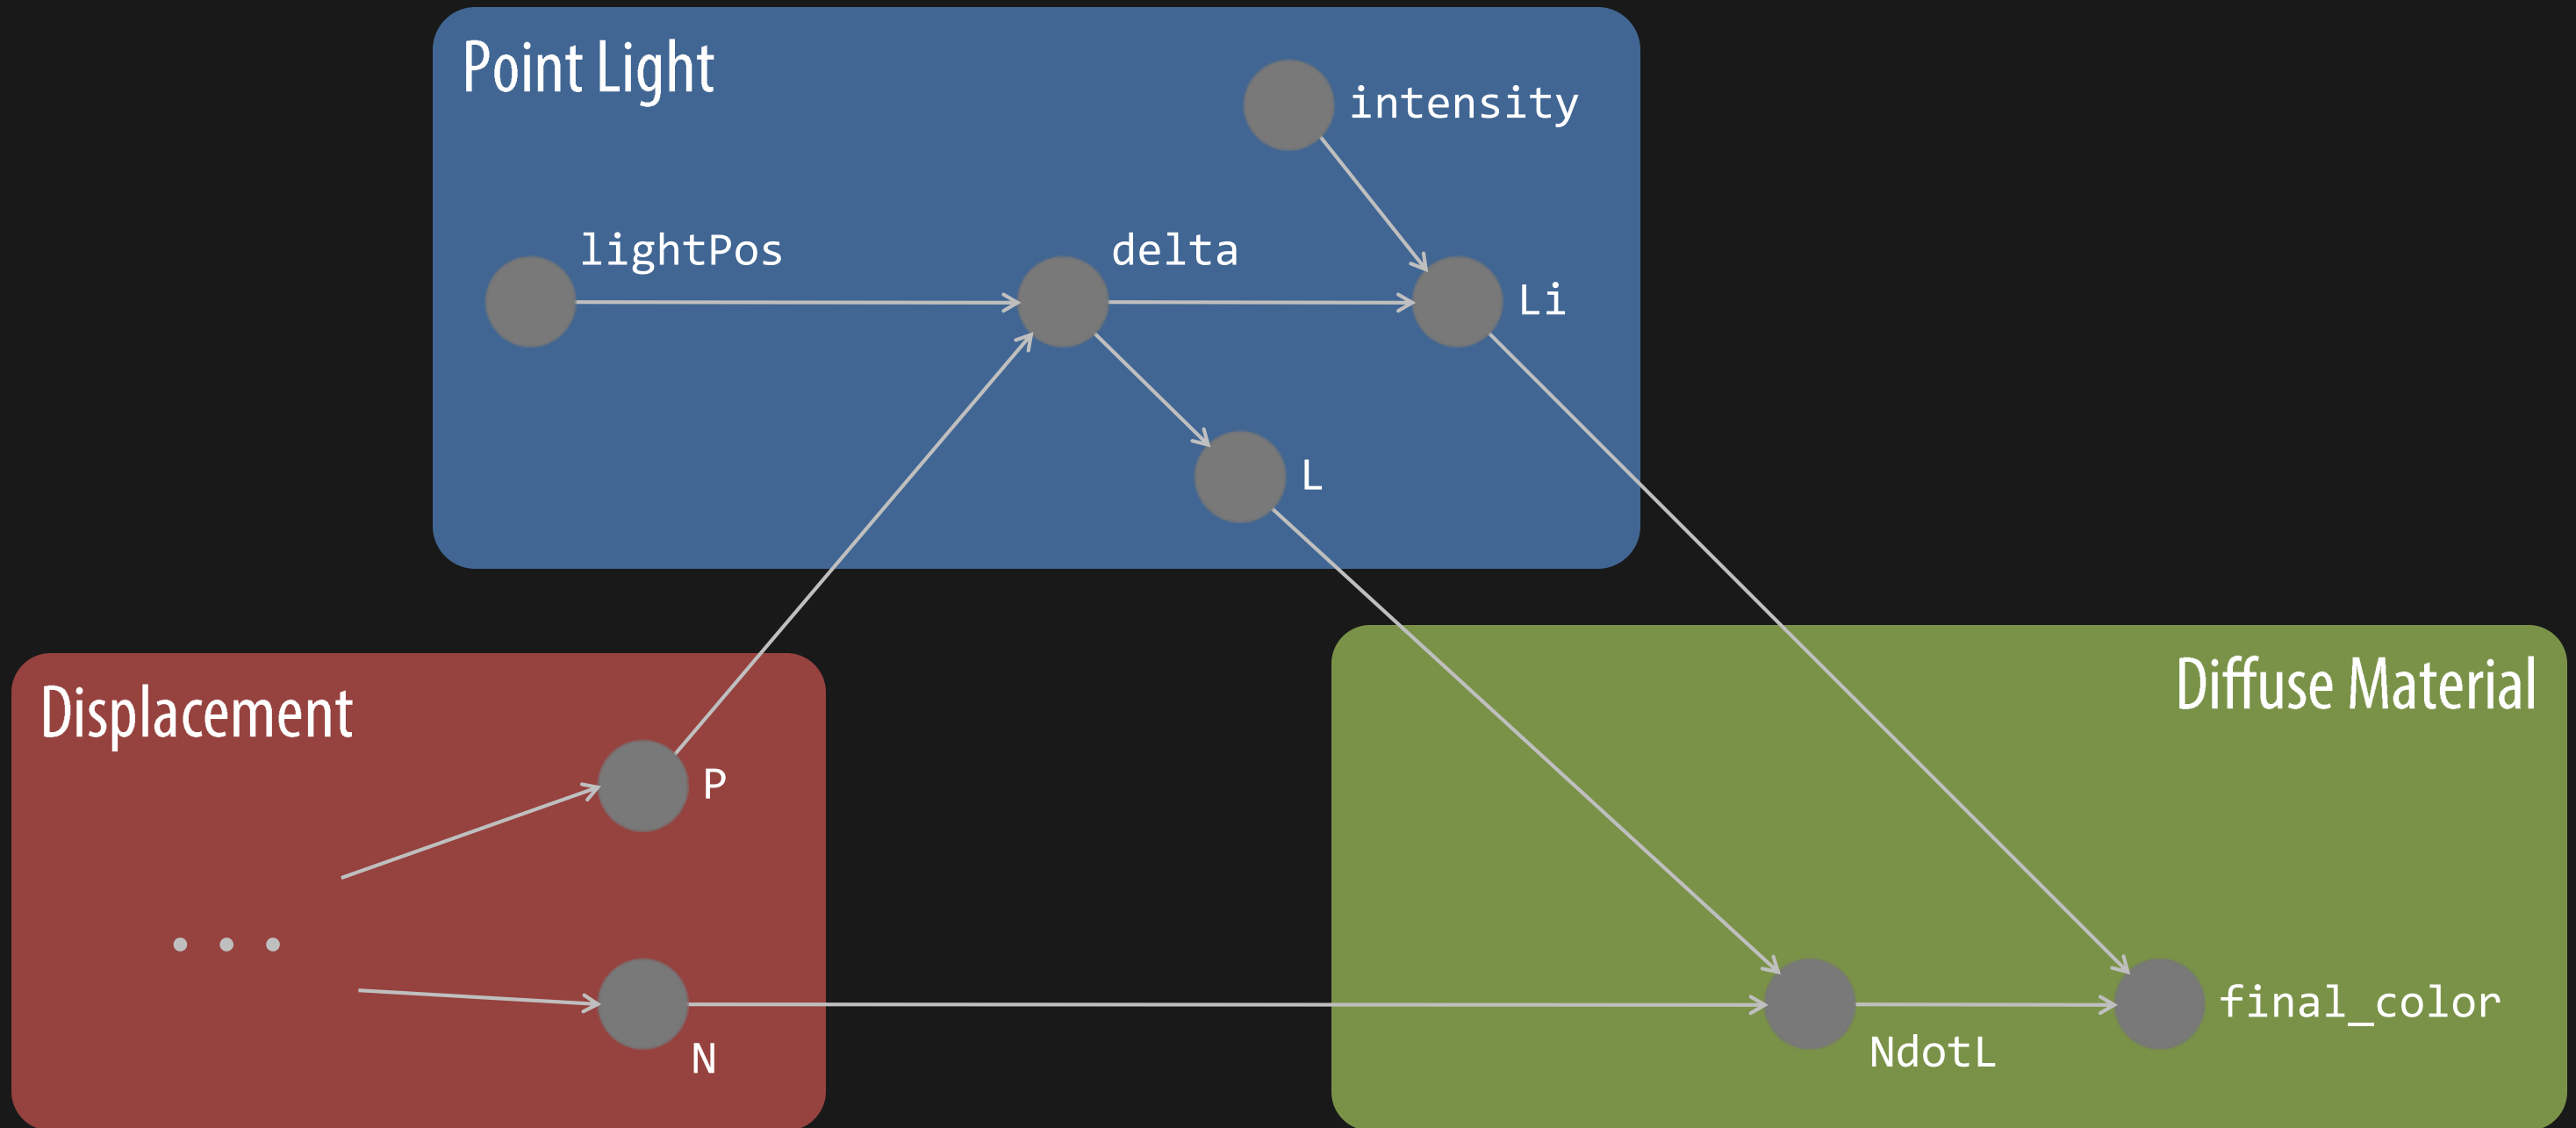 Point Light
intensity
lightPos
delta
Li
L
Displacement
P
N
Diffuse Material
NdotL
final_color